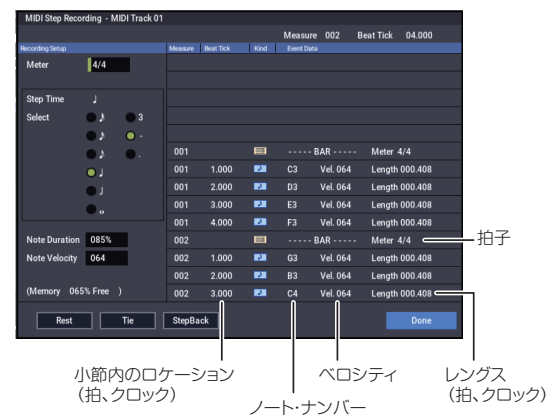 MIDI Step Recording - MIDI Track 01
Measure 002 Beat Tick 04.000
Recording Setup Measure Beat Tick Kind Event Data
Meter 4/4
Step Time
Select 3
-
.
001 - - - - - BAR - - - - - Meter 4/4
001 1.000 C3 Vel. 064 Length 000.408
001 2.000 D3 Vel. 064 Length 000.408
001 3.000 E3 Vel. 064 Length 000.408
001 4.000 F3 Vel. 064 Length 000.408
Note Duration 085% 002 - - - - - BAR - - - - - Meter 4/4 拍子
Note Velocity 064 002 1.000 G3 Vel. 064 Length 000.408
002 2.000 B3 Vel. 064 Length 000.408
(Memory 065% Free ) 002 3.000 C4 Vel. 064 Length 000.408
Rest Tie StepBack Done
小節内のロケーション
(拍、クロック)
ノート・ナンバー
ベロシティ
レングス
(拍、クロック)